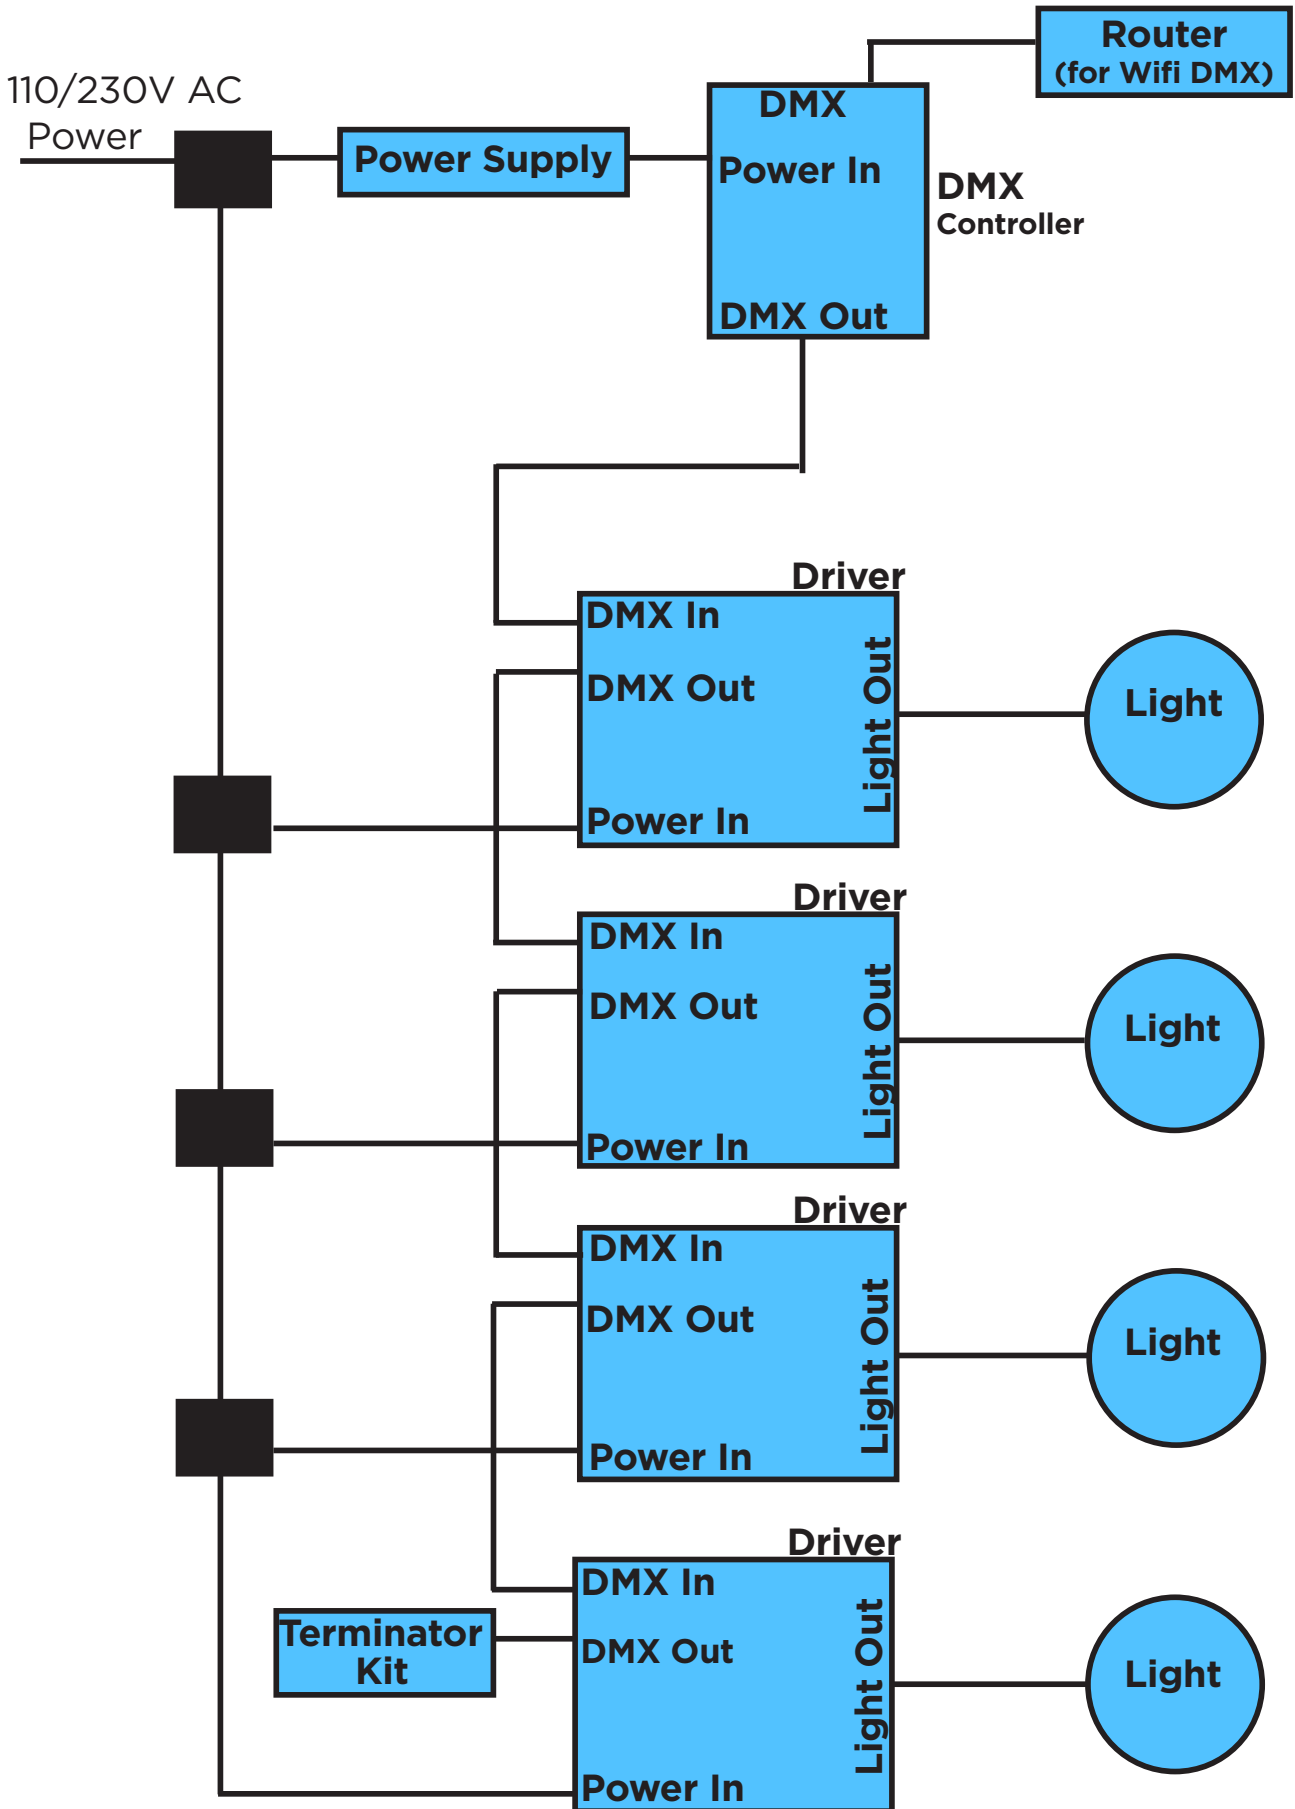 Router
(for Wifi DMX)
110/230V AC
Power
Power Supply
DMX
Power In
DMX Out
DMX
Controller
Driver
DMX In
DMX Out
Power In
Light Out
Light
Driver
DMX In
DMX Out
Power In
Light Out
Light
Driver
DMX In
DMX Out
Power In
Light Out
Light
Driver
DMX In
DMX Out
Power In
Light Out
Light
Terminator
Kit